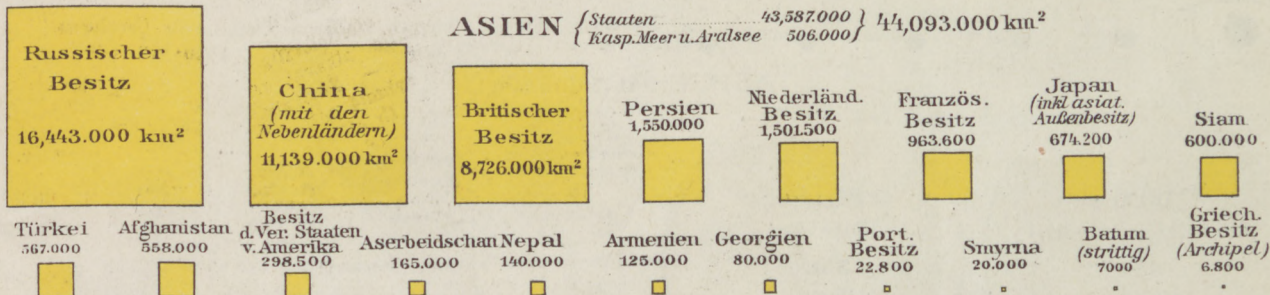 ASIEN { Staaten 43,587.000 } 44,093.000 km²
{ Kasp. Meer u. Aralsee 506.000 }
Russischer
Besitz
16,443.000 km²
China
(mit den
Nebenländern)
11,139.000 km²
Britischer
Besitz
8,726.000 km²
Persien
1,550.000
Niederländ.
Besitz
1,501.500
Französ.
Besitz
963.600
Japan
(inkl asiat.
Außenbesitz)
674.200
Siam
600.000
Türkei
567.000
Afghanistan
558.000
Besitz
d. Ver. Staaten
v. Amerika
298.500
Aserbeidschan
165.000
Nepal
140.000
Armenien
125.000
Georgien
80.000
Port.
Besitz
22.800
Smyrna
20.000
Batum
(strittig)
7000
Griech.
Besitz
(Archipel)
6.800